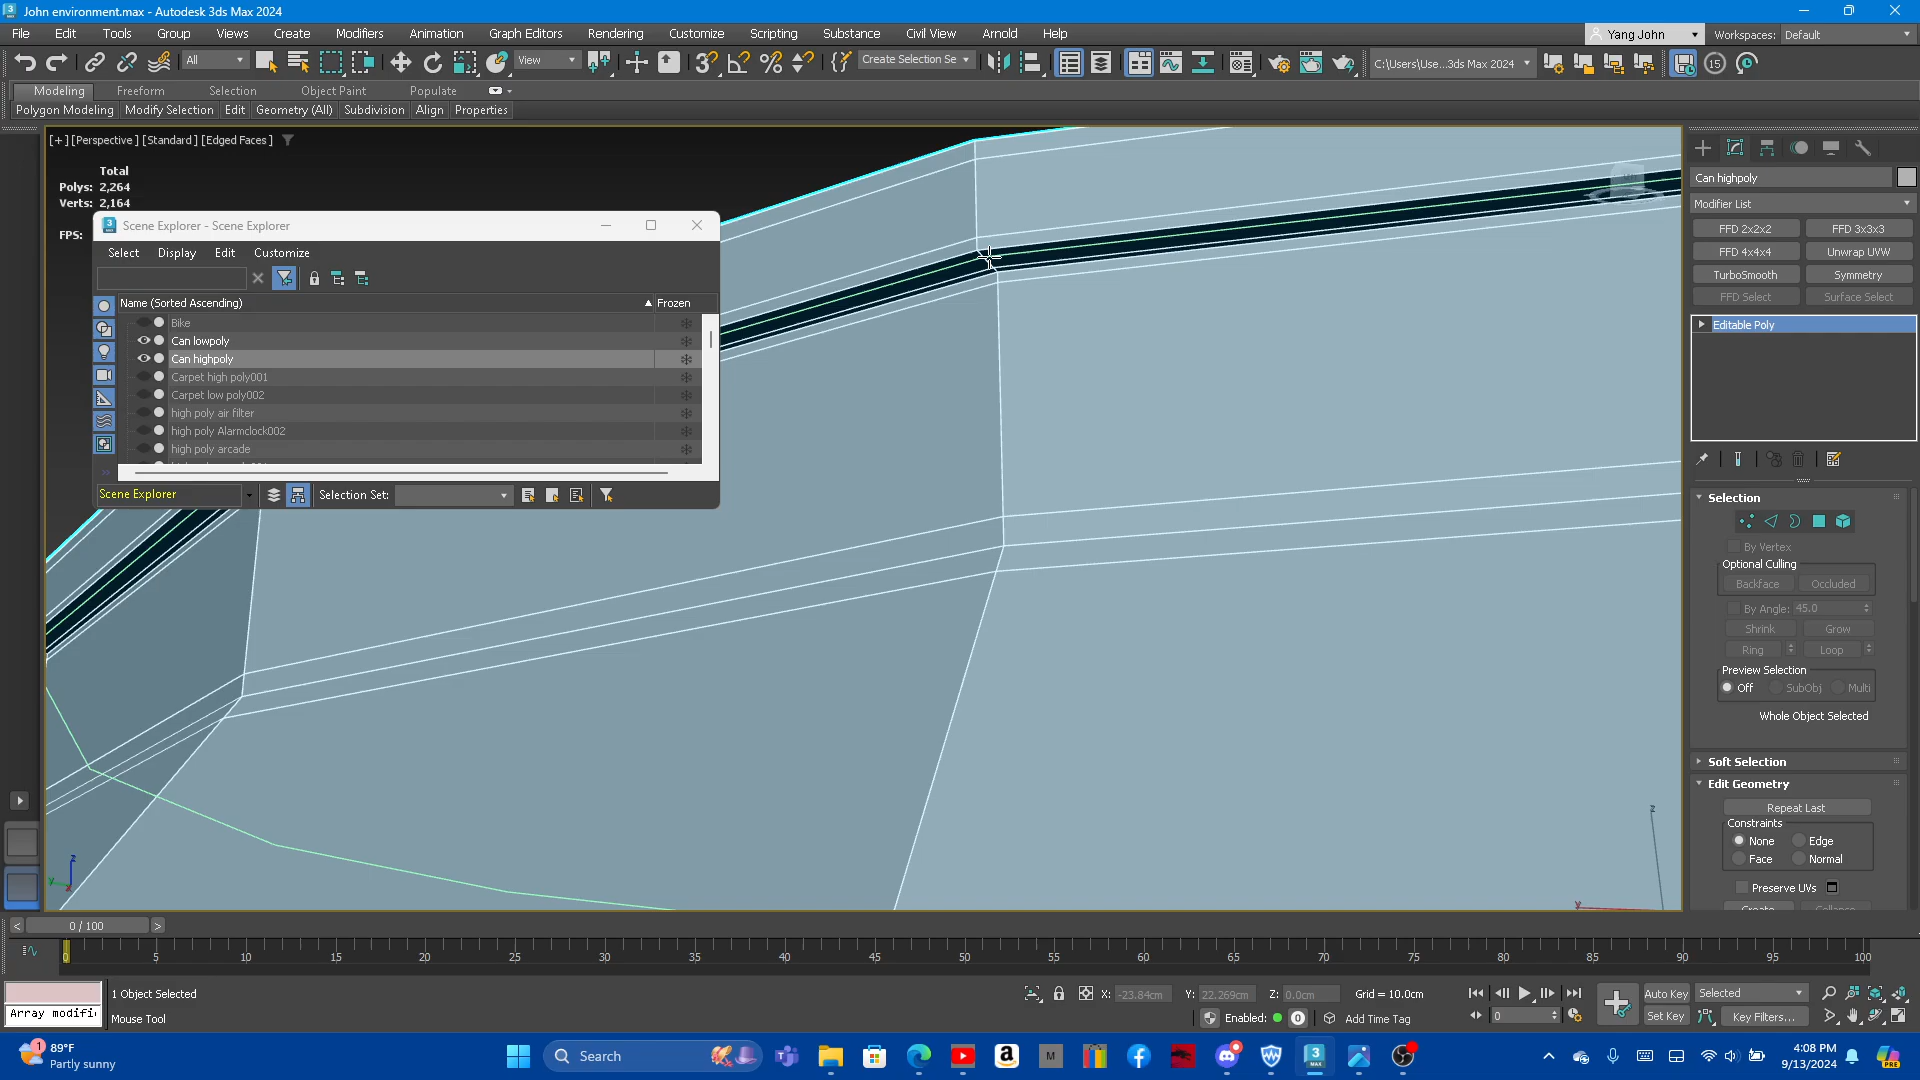 John environment.max - Autodesk 3ds Max 2024
File Edit Tools Group Views Create Modifiers Animation Graph Editors Rendering Customize Scripting Substance Civil View Arnold Help
Yang John
Workspaces: Default
All
View
Create Selection Se
C:\Users\Use...3ds Max 2024
15
Modeling Freeform Selection Object Paint Populate
Polygon Modeling Modify Selection Edit Geometry (All) Subdivision Align Properties
[+] [Perspective] [Standard] [Edged Faces]
Total
Polys: 2,264
Verts: 2,164
FPS:
Scene Explorer - Scene Explorer
Select Display Edit Customize
Name (Sorted Ascending) Frozen
Bike
Can lowpoly
Can highpoly
Carpet high poly001
Carpet low poly002
high poly air filter
high poly Alarmclock002
high poly arcade
Scene Explorer
Selection Set:
Can highpoly
Modifier List
FFD 2x2x2 FFD 3x3x3
FFD 4x4x4 Unwrap UVW
TurboSmooth Symmetry
FFD Select Surface Select
Editable Poly
Selection
By Vertex
Optional Culling
Backface Occluded
By Angle: 45.0
Shrink Grow
Ring Loop
Preview Selection
Off SubObj Multi
Whole Object Selected
Soft Selection
Edit Geometry
Repeat Last
Constraints
None Edge
Face Normal
Preserve UVs
Create Collapse
z
y
x
z
y
< 0 / 100 >
0 5 10 15 20 25 30 35 40 45 50 55 60 65 70 75 80 85 90 95 100
Array modifi
1 Object Selected
Mouse Tool
X: -23.84cm Y: 22.269cm Z: 0.0cm Grid = 10.0cm
Enabled: 0 Add Time Tag
0
Auto Key Selected
Set Key Key Filters...
1
89°F
Partly sunny
Search
4:08 PM
9/13/2024